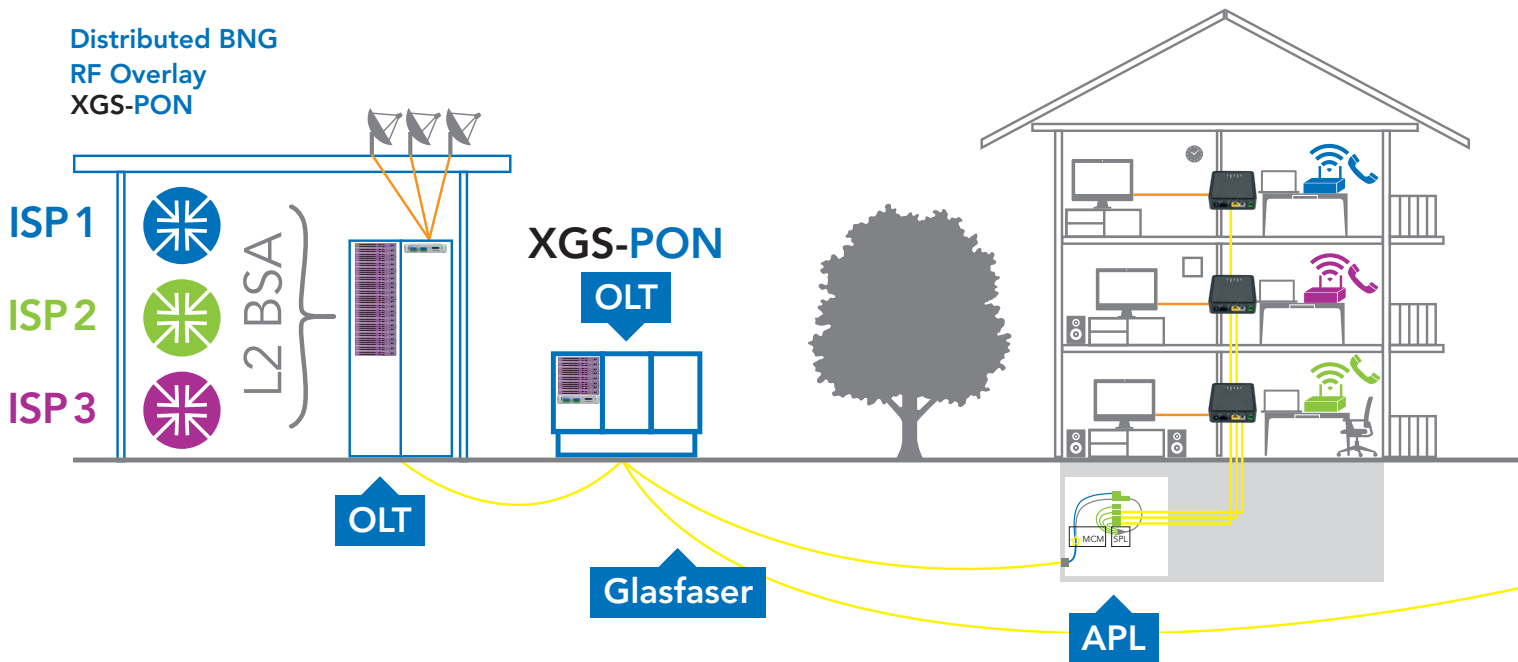 Distributed BNG
RF Overlay
XGS-PON
ISP 1
ISP 2
ISP 3
L2 BSA
XGS-PON
OLT
OLT
Glasfaser
MCM
SPL
APL